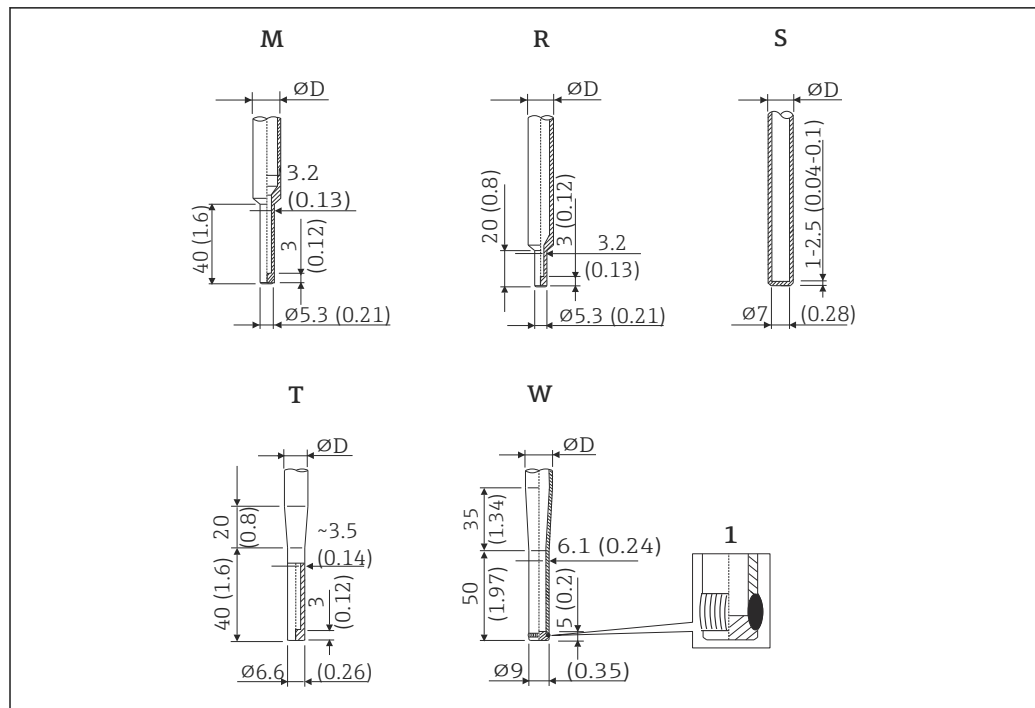 M
ØD
3.2
(0.13)
40 (1.6)
3
(0.12)
Ø5.3 (0.21)
R
ØD
20 (0.8)
3 (0.12)
3.2
(0.13)
Ø5.3 (0.21)
S
ØD
1-2.5 (0.04-0.1)
Ø7 (0.28)
T
ØD
20
(0.8)
~3.5
(0.14)
40 (1.6)
3
(0.12)
Ø6.6 (0.26)
W
ØD
35
(1.34)
6.1 (0.24)
50
(1.97)
5 (0.2)
Ø9 (0.35)
1